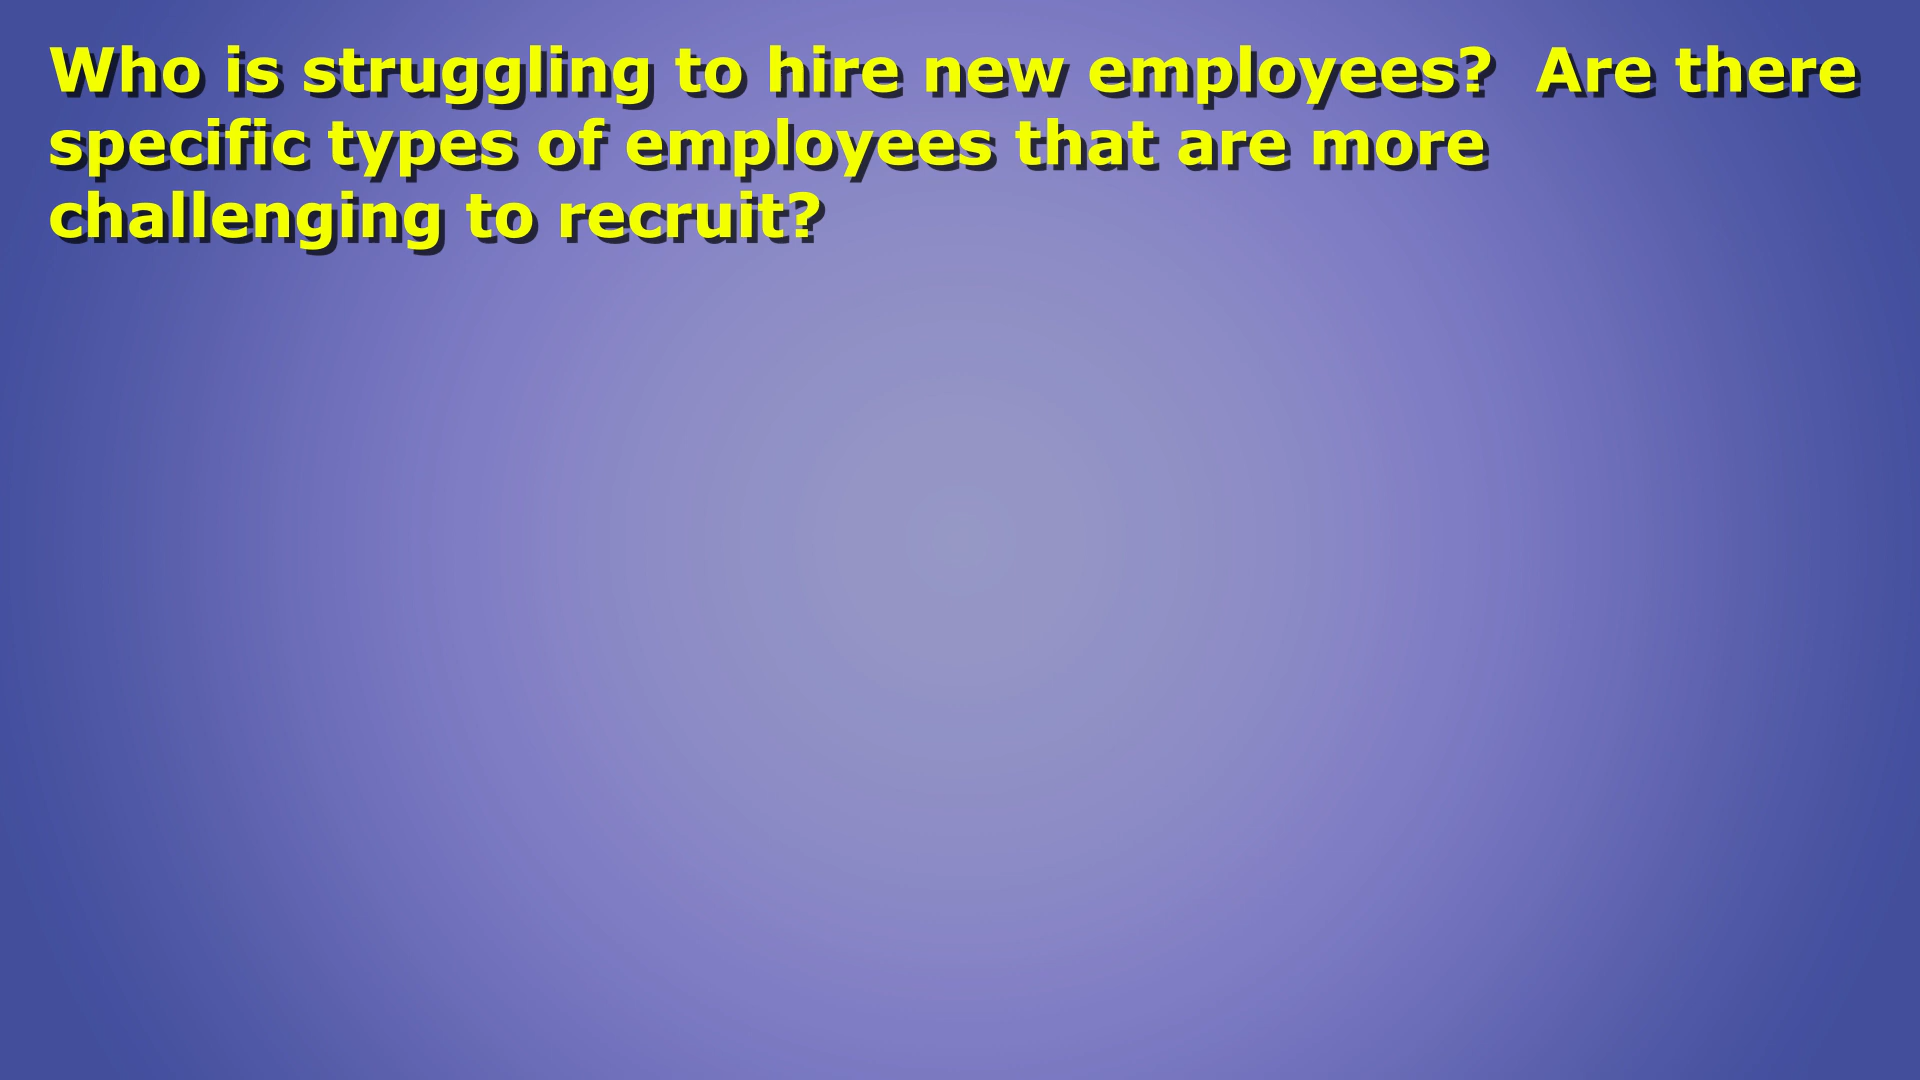 Who is struggling to hire new employees?  Are there
specific types of employees that are more
challenging to recruit?